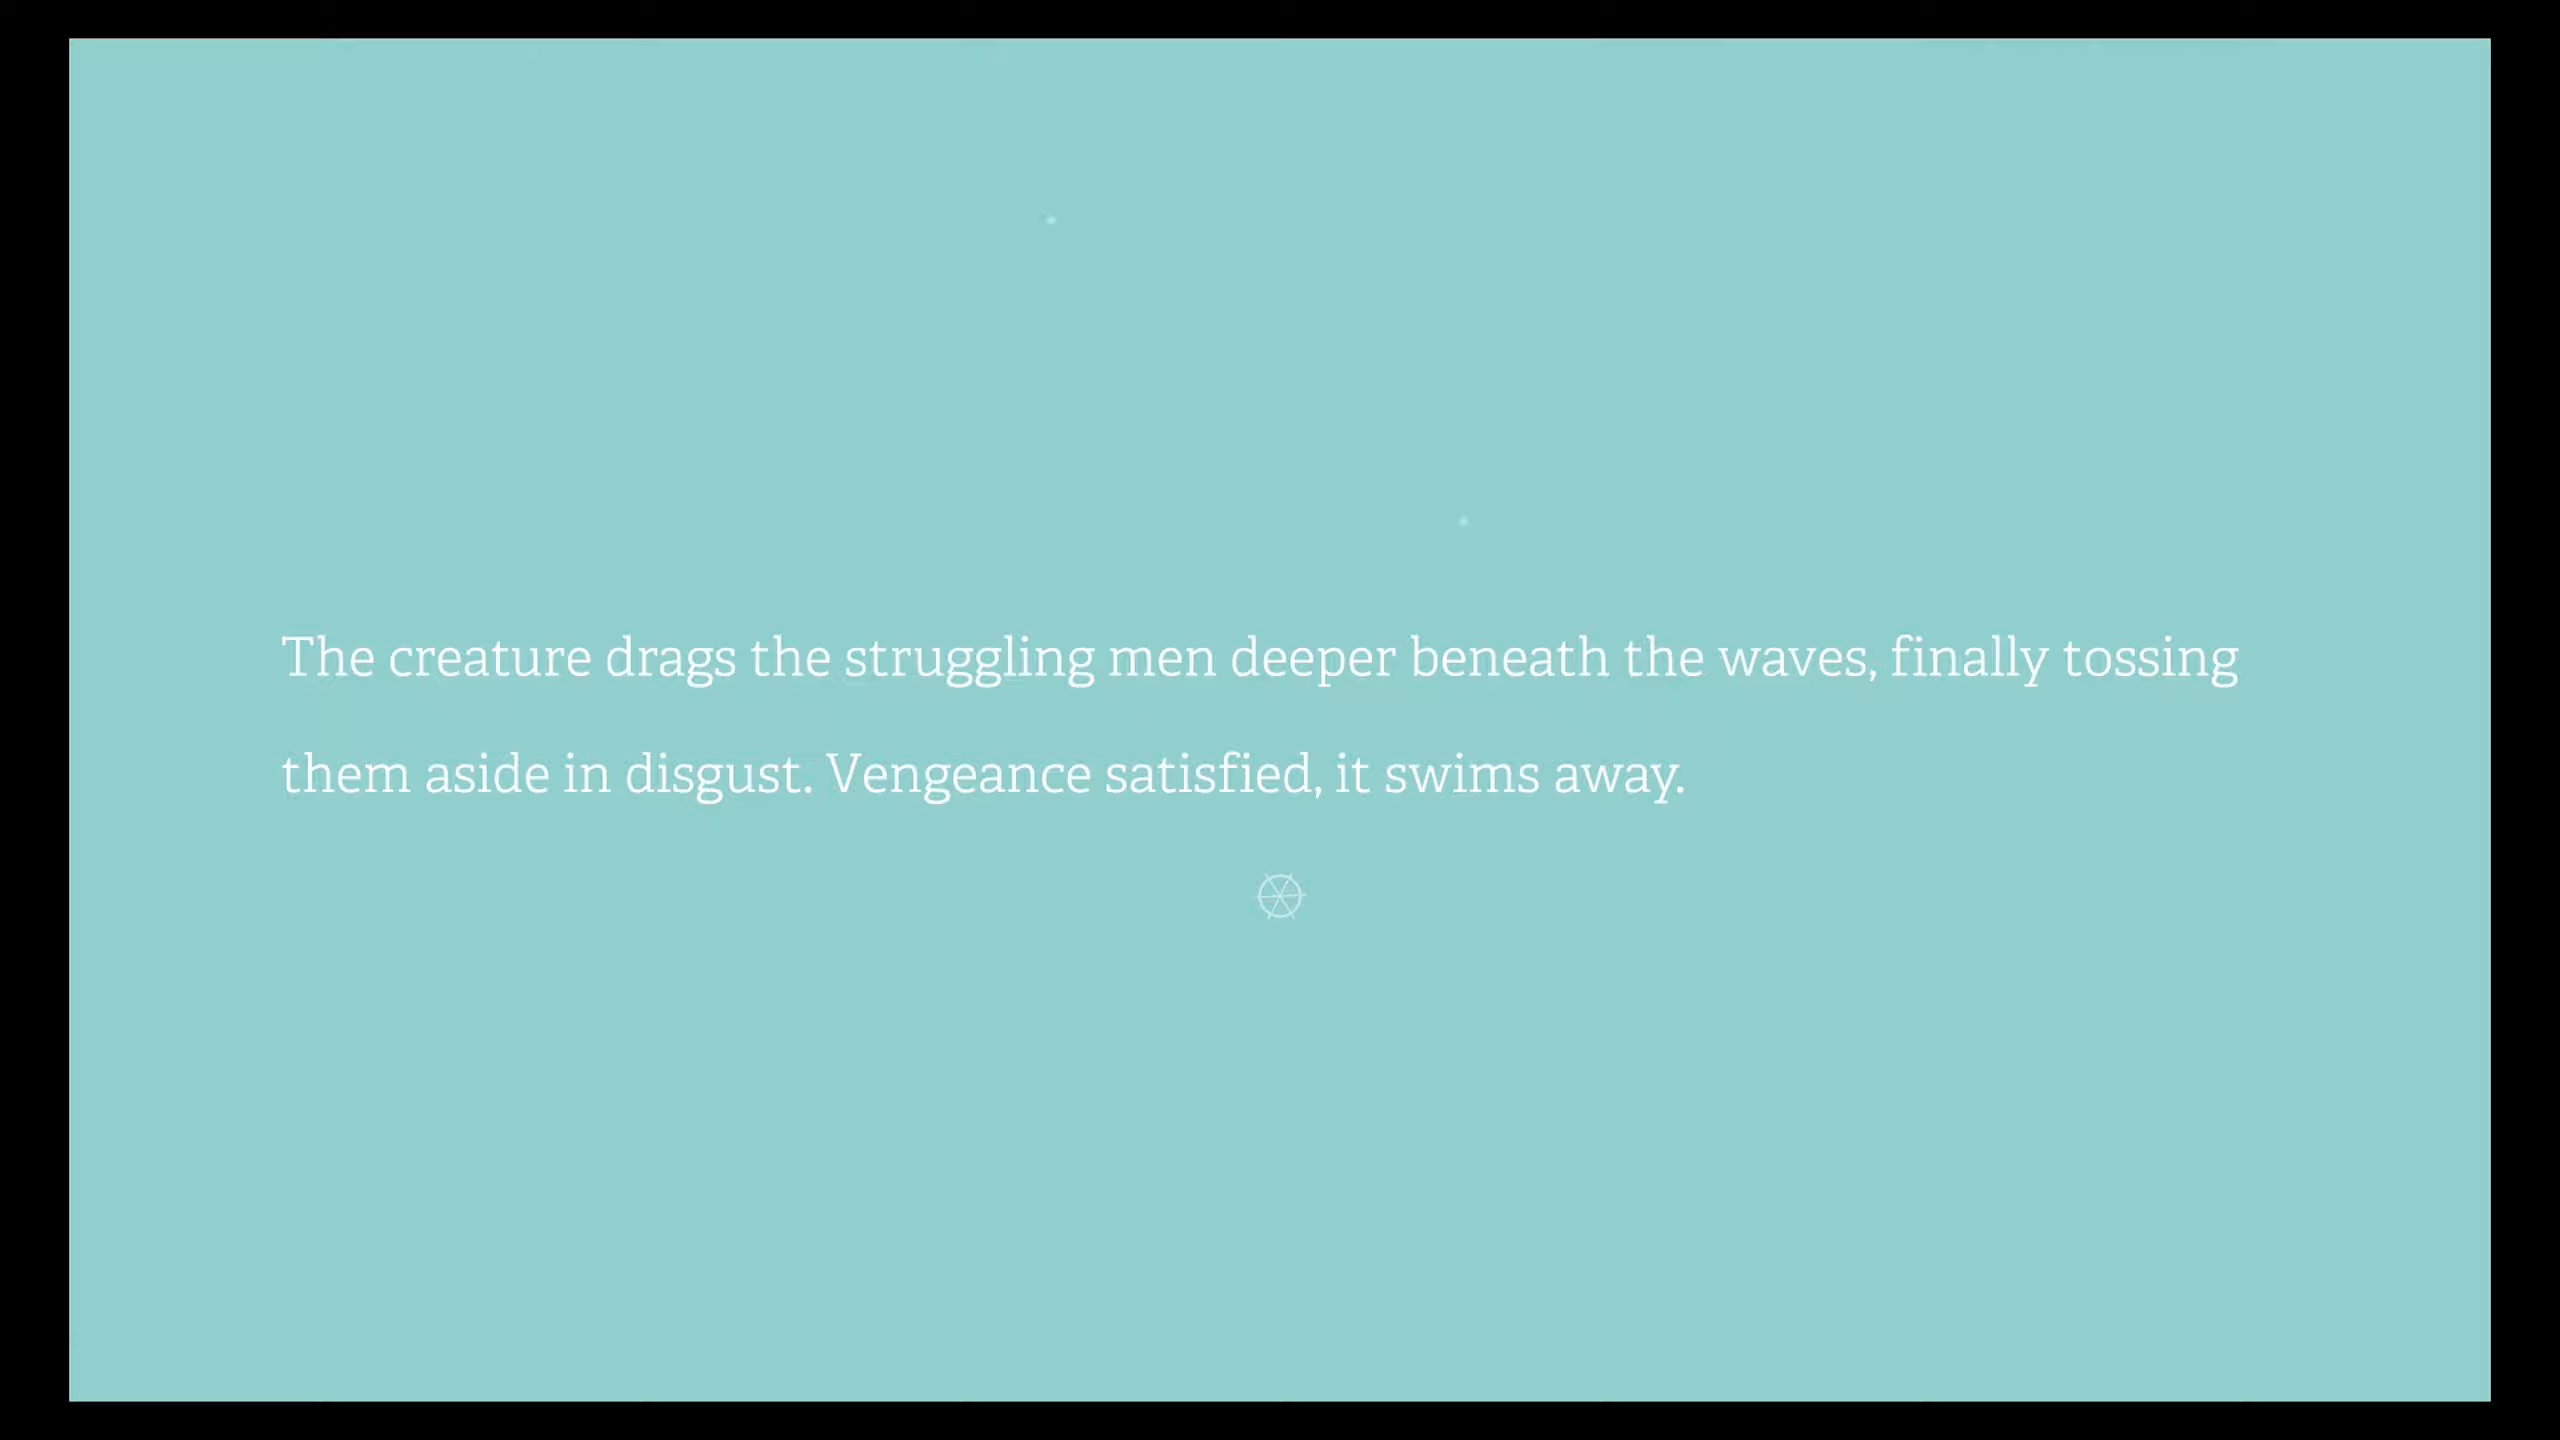 The creature drags the struggling men deeper beneath the waves, finally tossing
them aside in disgust. Vengeance satisfied, it swims away.